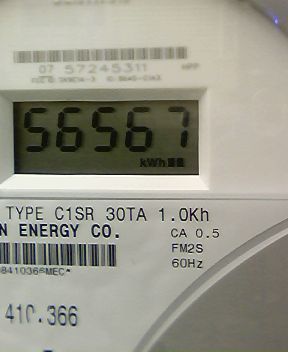 07 57245311
56567
kWh
TYPE C1SR 30TA 1.0Kh
N ENERGY CO.
CA 0.5
FM2S
60Hz
410.366